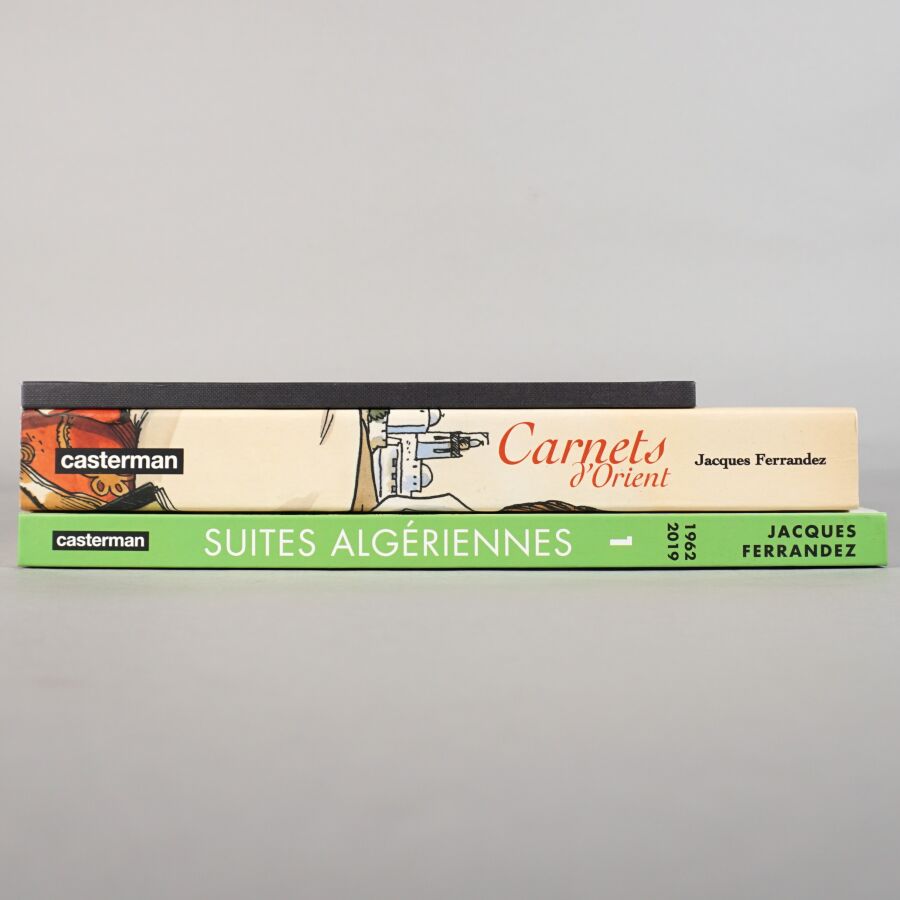 casterman
Carnets
d'Orient
Jacques Ferrandez
casterman
SUITES ALGÉRIENNES
1
1962
2019
JACQUES
FERRANDEZ